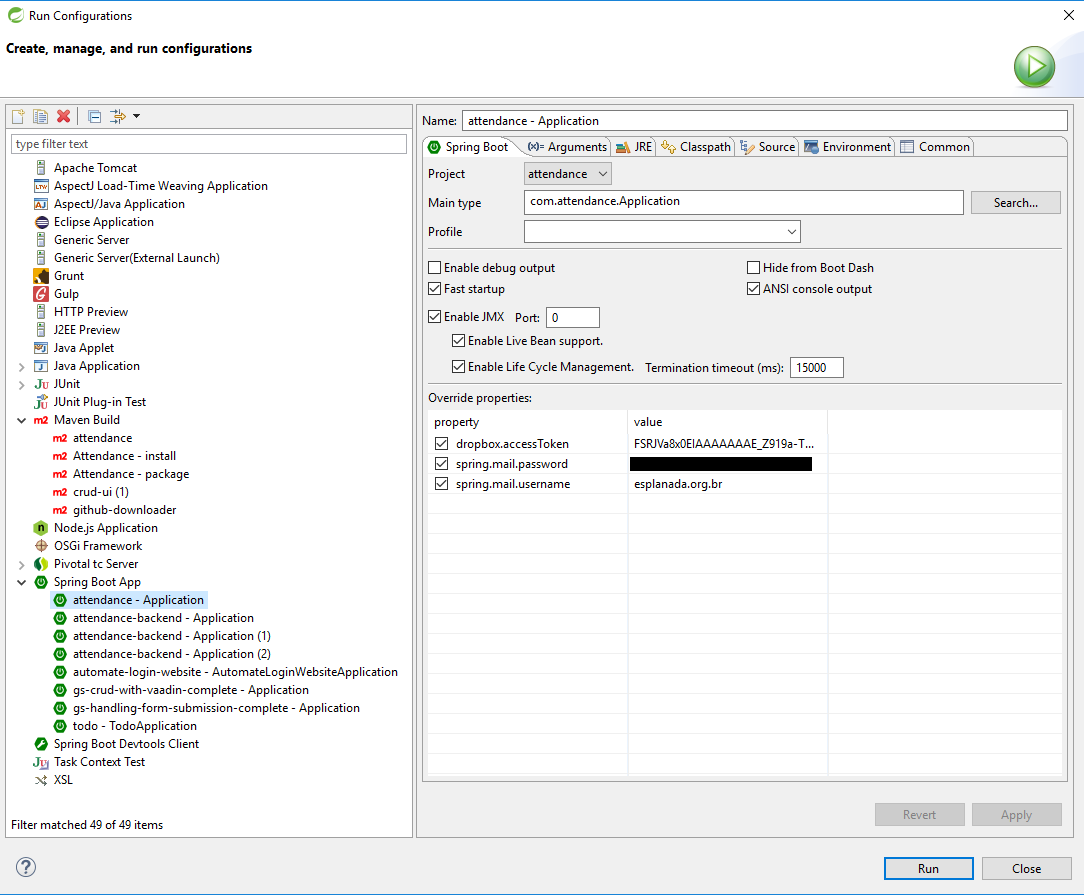 Run Configurations
Create, manage, and run configurations
type filter text
Apache Tomcat
AspectJ Load-Time Weaving Application
AspectJ/Java Application
Eclipse Application
Generic Server
Generic Server(External Launch)
Grunt
Gulp
HTTP Preview
J2EE Preview
Java Applet
Java Application
JUnit
JUnit Plug-in Test
Maven Build
attendance
Attendance - install
Attendance - package
crud-ui (1)
github-downloader
Node.js Application
OSGi Framework
Pivotal tc Server
Spring Boot App
attendance - Application
attendance-backend - Application
attendance-backend - Application (1)
attendance-backend - Application (2)
automate-login-website - AutomateLoginWebsiteApplication
gs-crud-with-vaadin-complete - Application
gs-handling-form-submission-complete - Application
todo - TodoApplication
Spring Boot Devtools Client
Task Context Test
XSL
Filter matched 49 of 49 items
Name: attendance - Application
Spring Boot (x)= Arguments JRE Classpath Source Environment Common
Project attendance
Main type com.attendance.Application Search...
Profile
Enable debug output Hide from Boot Dash
Fast startup ANSI console output
Enable JMX Port: 0
Enable Live Bean support.
Enable Life Cycle Management. Termination timeout (ms): 15000
Override properties:
property value
dropbox.accessToken FSRJVa8x0EIAAAAAAAE_Z919a-T...
spring.mail.password
spring.mail.username esplanada.org.br
Revert Apply
Run Close